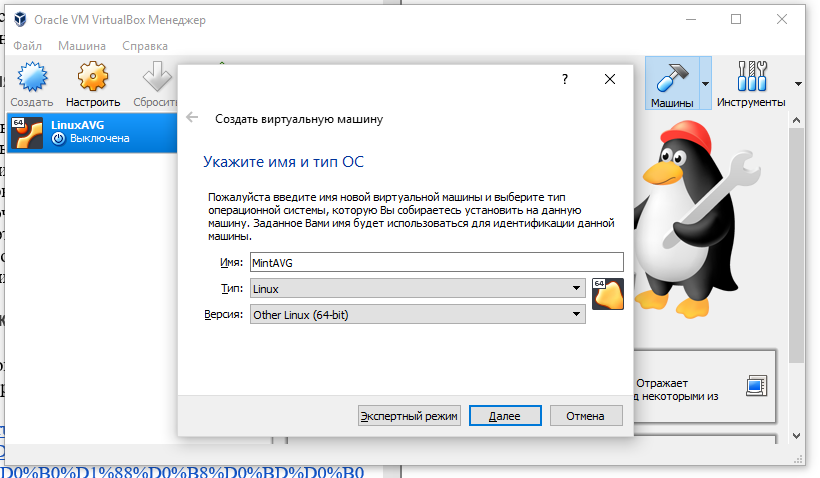 Oracle VM VirtualBox Менеджер
Файл Машина Справка
Создать Настроить Сбросить
Машины Инструменты
64 LinuxAVG
Выключена
?
Создать виртуальную машину
Укажите имя и тип ОС
Пожалуйста введите имя новой виртуальной машины и выберите тип
операционной системы, которую Вы собираетесь установить на данную
машину. Заданное Вами имя будет использоваться для идентификации данной
машины.
Имя: MintAVG
Тип: Linux
64
Версия: Other Linux (64-bit)
Отражает
д некоторыми из
Экспертный режим Далее Отмена
D0%B0%D1%88%D0%B8%D0%BD%D0%B0